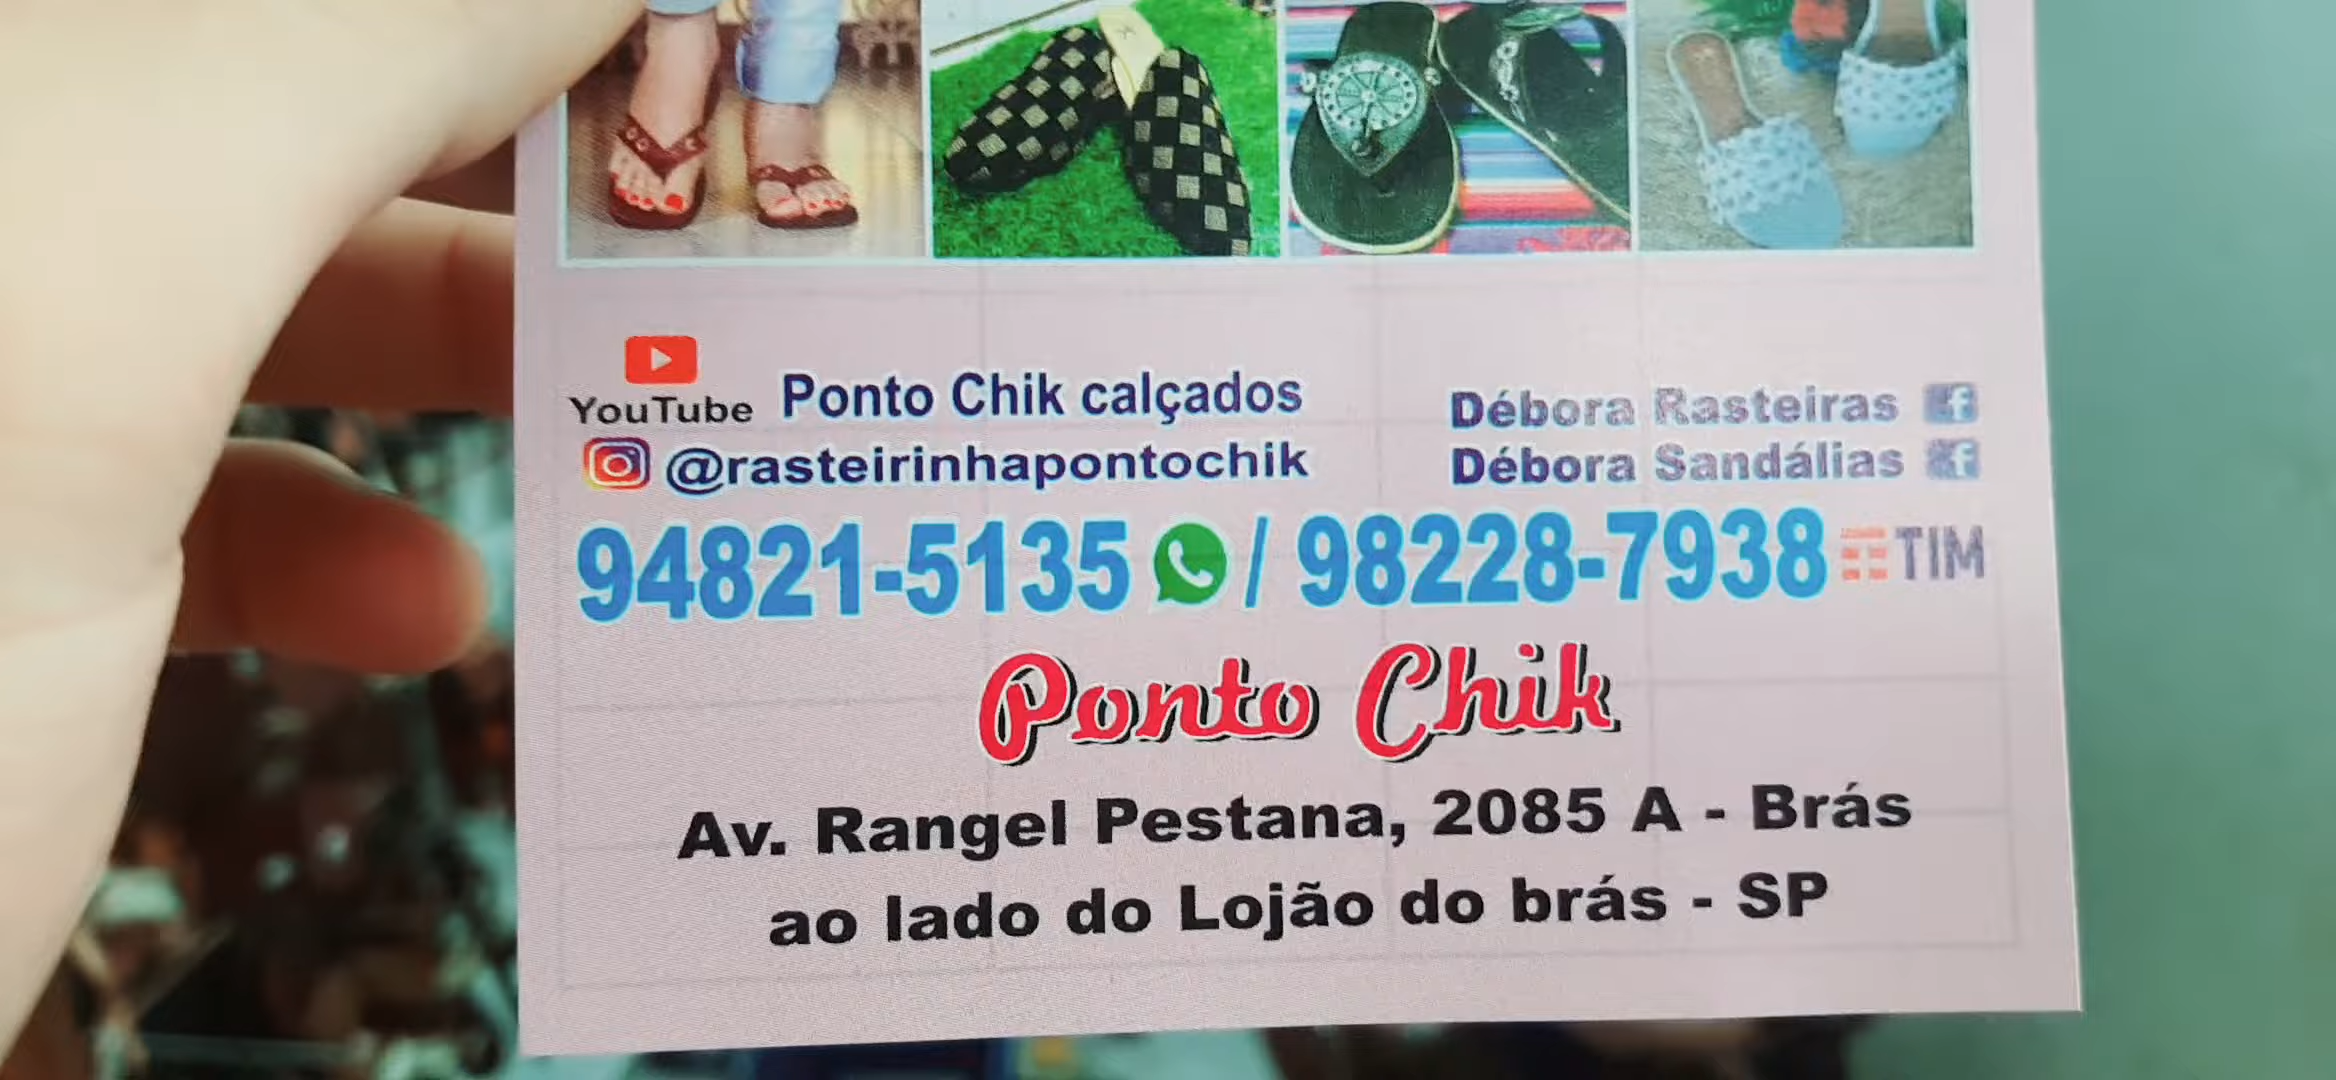 YouTube Ponto Chik calçados
@rasteirinhapontochik
Débora Rasteiras
Débora Sandálias
94821-5135 / 98228-7938 TIM
Ponto Chik
Av. Rangel Pestana, 2085 A - Brás
ao lado do Lojão do brás - SP